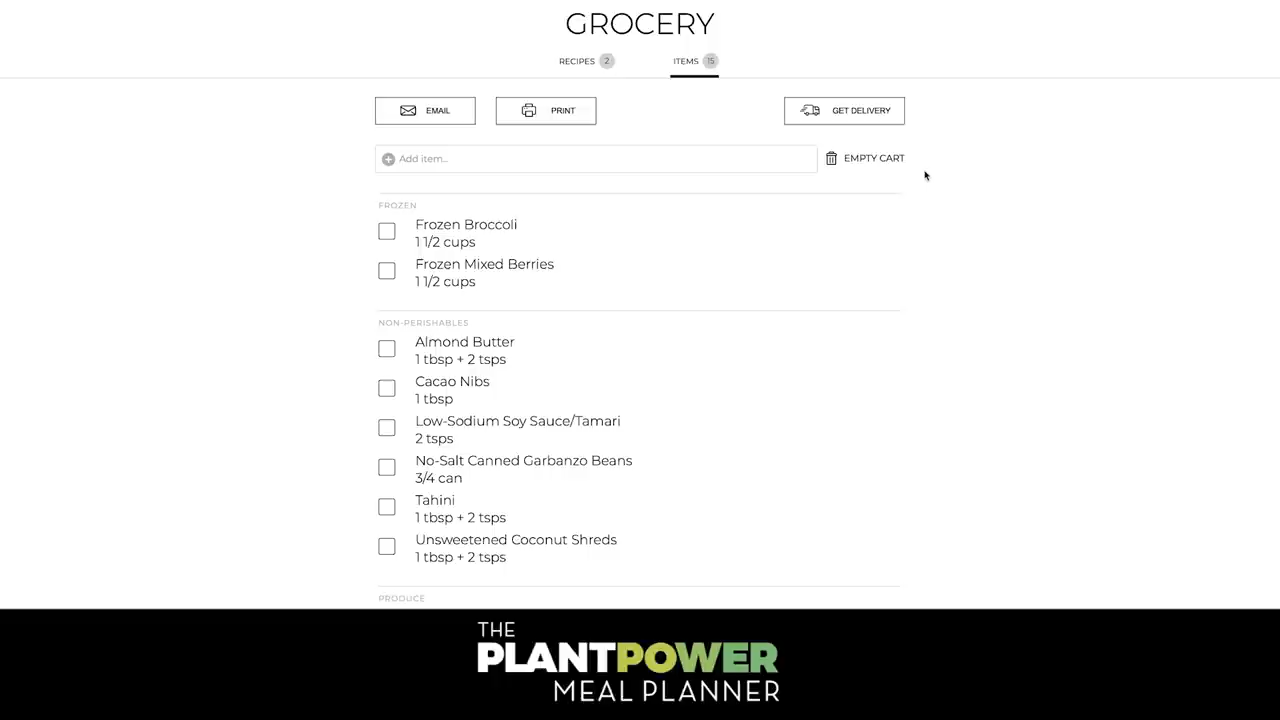 GROCERY
RECIPES 2
ITEMS 15
EMAIL
PRINT
GET DELIVERY
Add item..
EMPTY CART
FROZEN
Frozen Broccoli
1 1/2 cups
Frozen Mixed Berries
1 1/2 cups
NON-PERISHABLES
Almond Butter
1 tbsp + 2 tsps
Cacao Nibs
1 tbsp
Low-Sodium Soy Sauce/Tamari
2 tsps
No-Salt Canned Garbanzo Beans
3/4 can
Tahini
1 tbsp + 2 tsps
Unsweetened Coconut Shreds
1 tbsp + 2 tsps
PRODUCE
THE
PLANTPOWER
MEAL PLANNER